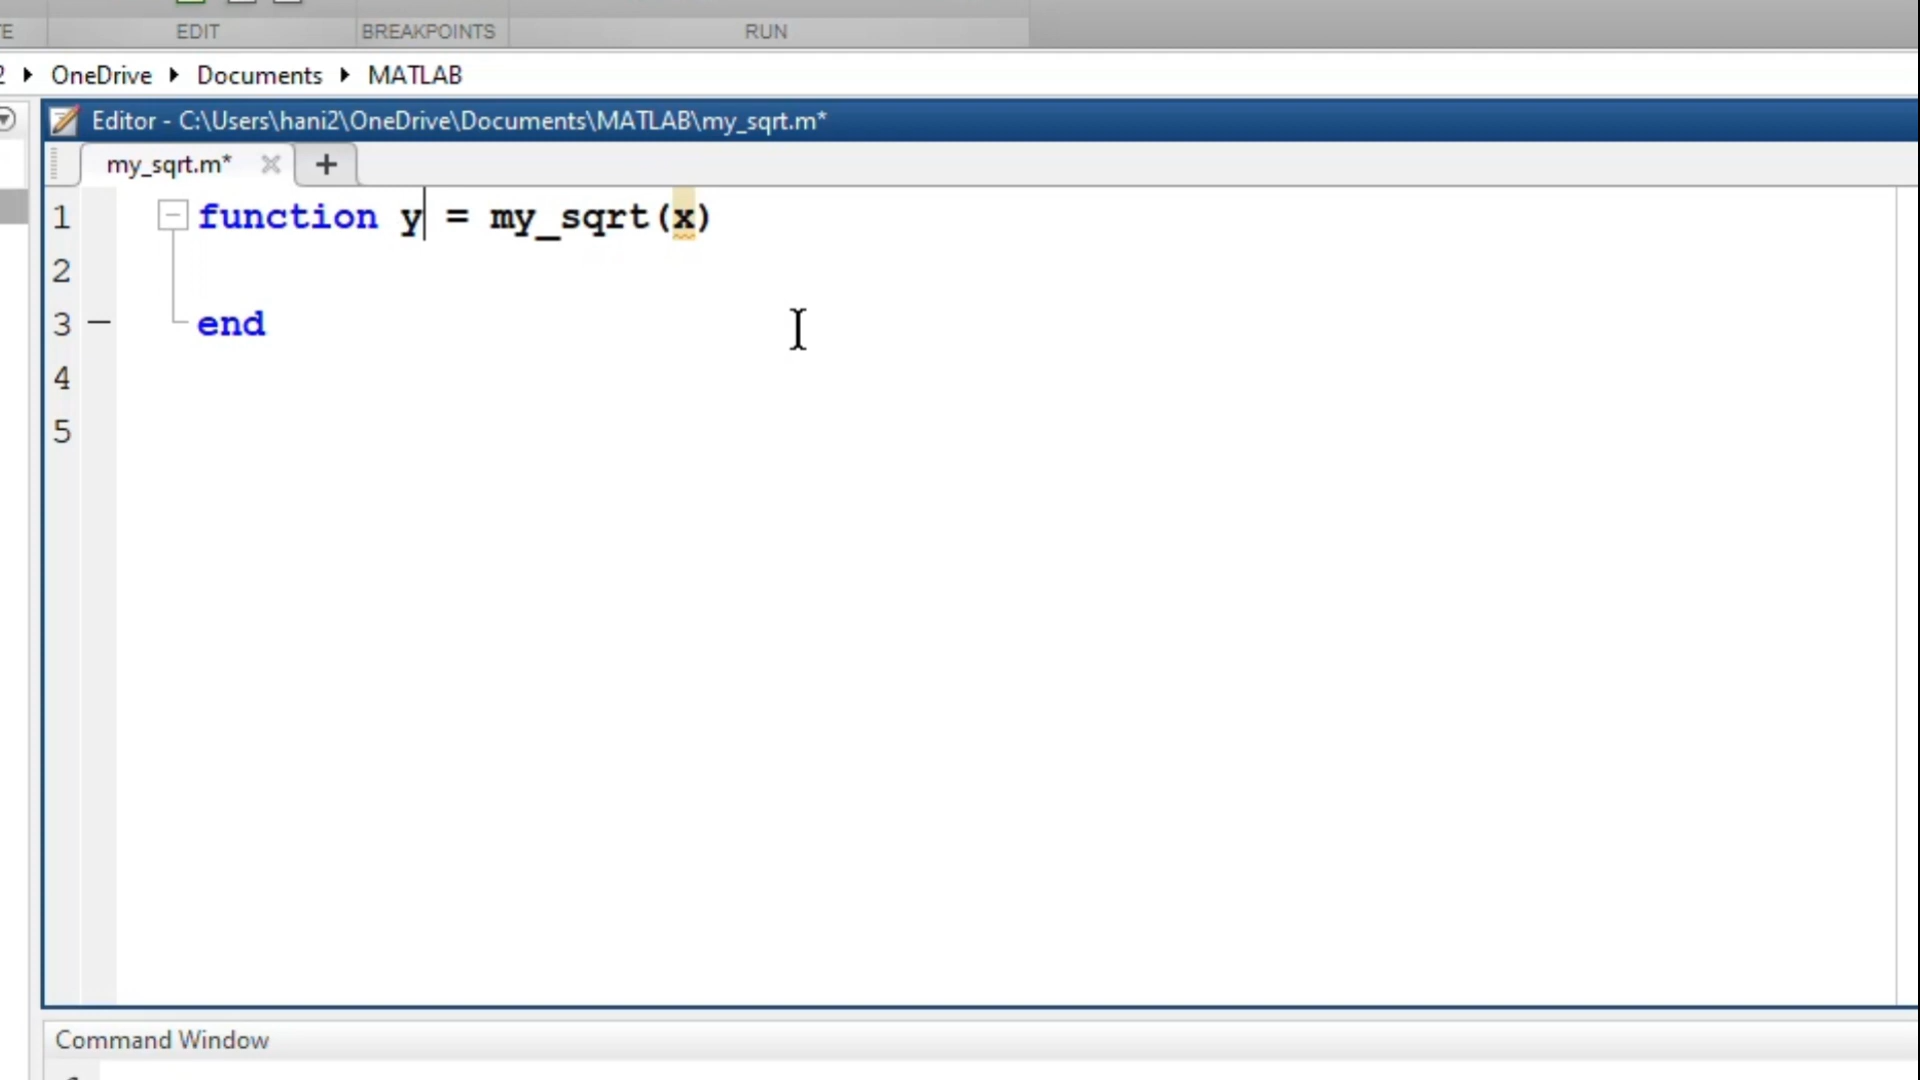 EDIT
BREAKPOINTS
RUN
OneDrive Documents MATLAB
Editor - C:\Users\hani2\OneDrive\Documents\MATLAB\my_sqrt.m*
my_sqrt.m* +
1 function y = my_sqrt(x)
2
3 end
4
5
Command Window